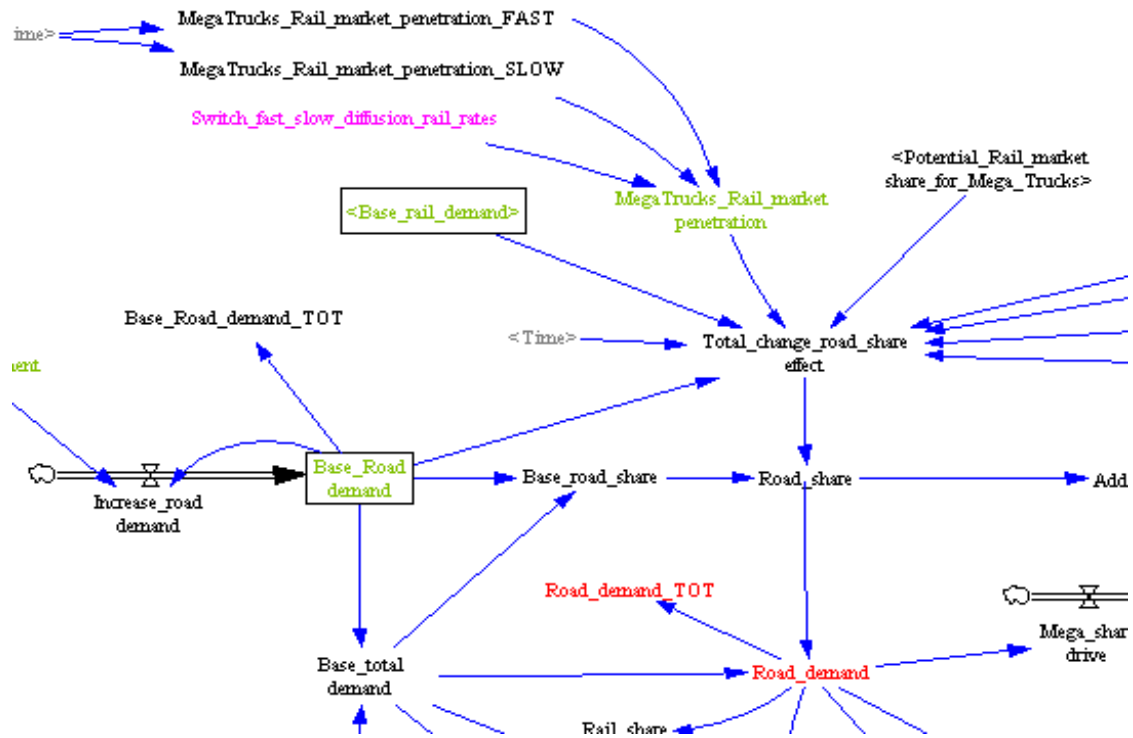 MegaTrucks_Rail_market_penetration_FAST
ime>
MegaTrucks_Rail_market_penetration_SLOW
Switch_fast_slow_diffusion_rail_rates
<Potential_Rail_market
share_for_Mega_Trucks>
<Base_rail_demand>
MegaTrucks_Rail_market
penetration
Base_Road_demand_TOT
<Time>
Total_change_road_share
effect
ent
Base_Road
demand
Base_road_share
Road_share
Add
Increase_road
demand
Road_demand_TOT
Mega_shar
drive
Base_total
demand
Road_demand
Rail_share